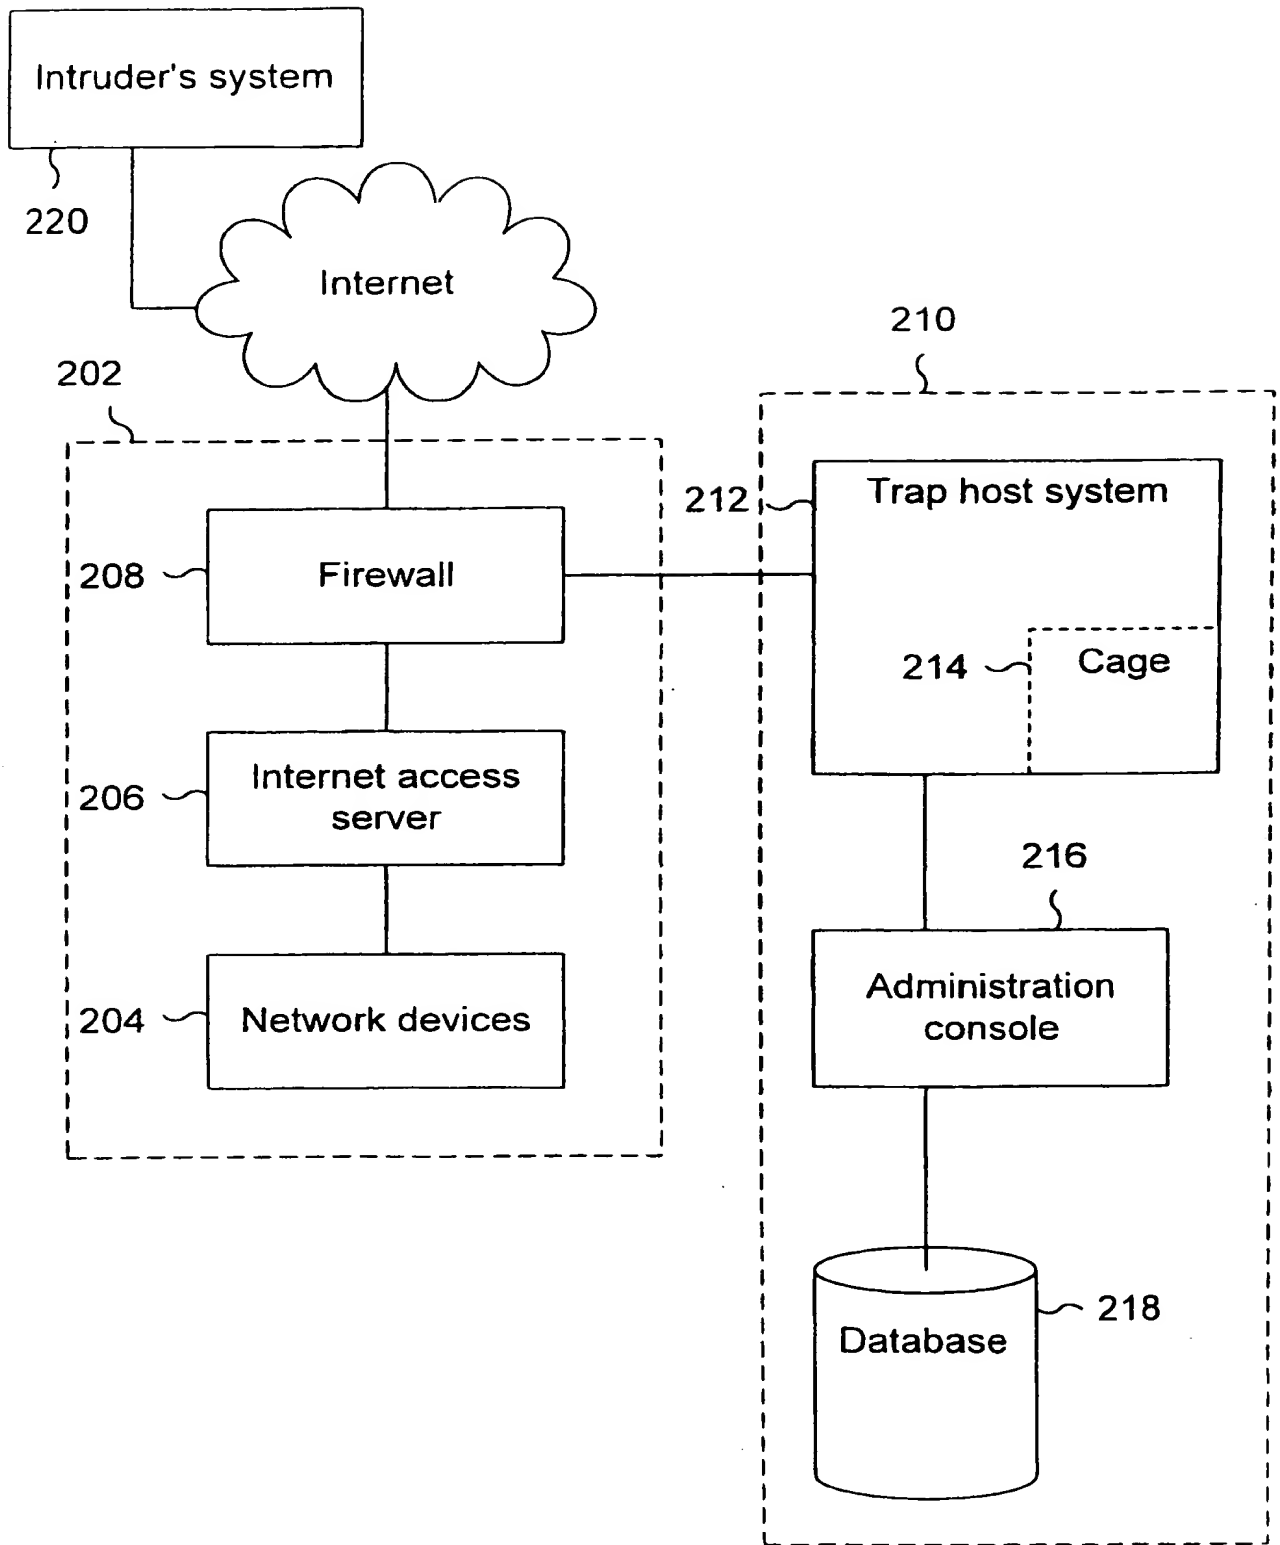 Intruder's system
220
Internet
210
202
212
Trap host system
208
Firewall
214
Cage
206
Internet access
server
216
Administration
console
204
Network devices
218
Database